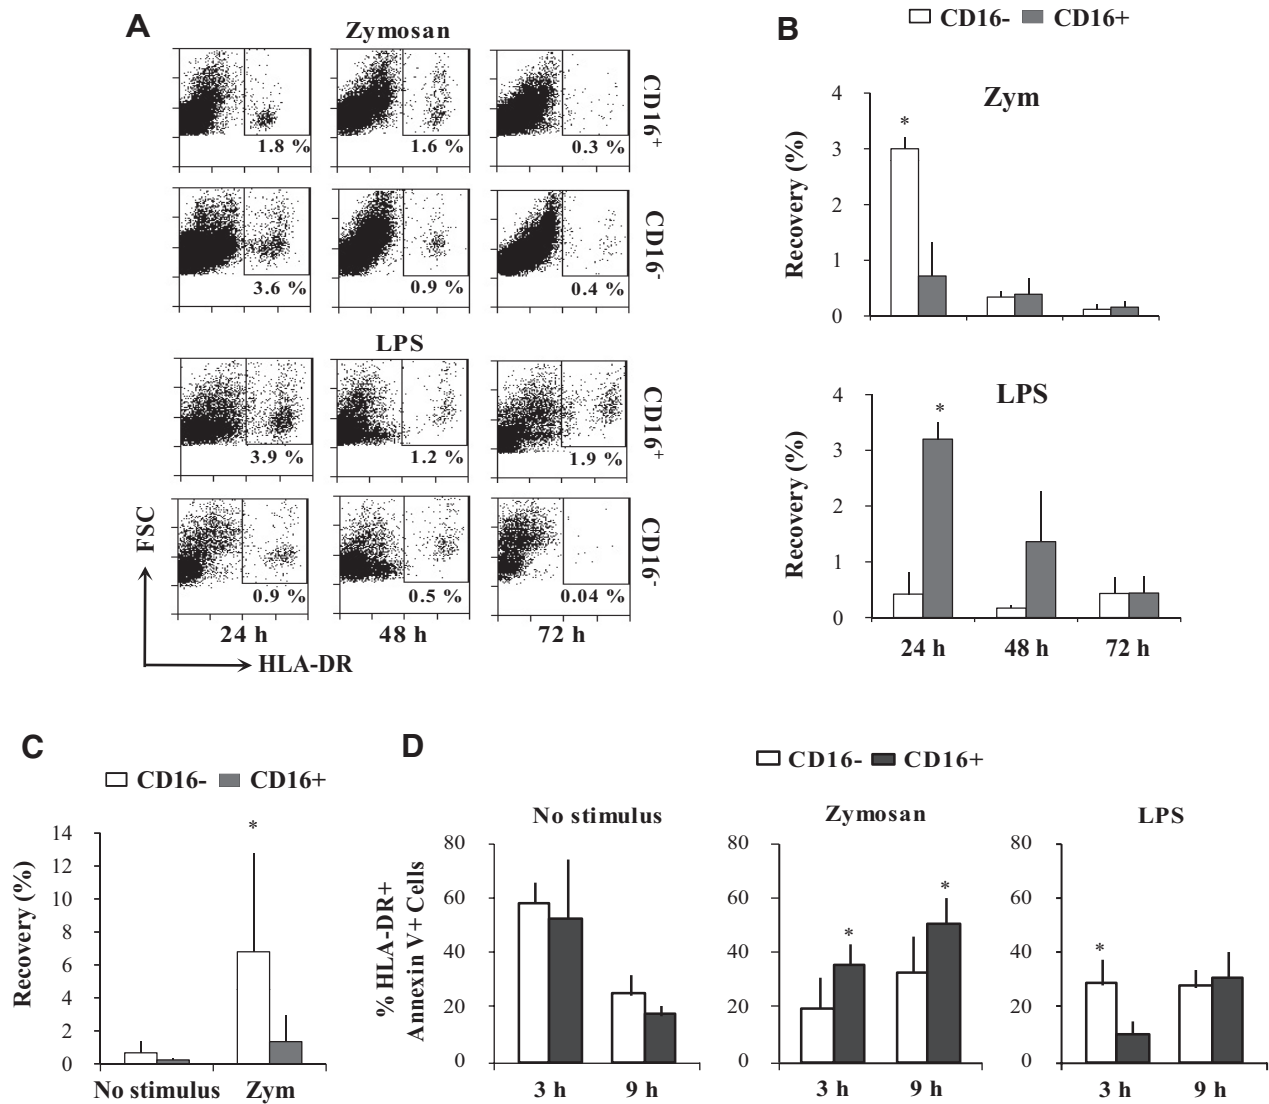 A
Zymosan
1.8 %
1.6 %
0.3 %
CD16+
3.6 %
0.9 %
0.4 %
CD16-
LPS
3.9 %
1.2 %
1.9 %
CD16+
0.9 %
0.5 %
0.04 %
CD16-
24 h
48 h
72 h
FSC
HLA-DR
B
CD16- CD16+
Zym
Recovery (%)
4
3
2
1
0
*
LPS
Recovery (%)
4
3
2
1
0
*
24 h 48 h 72 h
C
CD16- CD16+
Recovery (%)
14
12
10
8
6
4
2
0
*
No stimulus Zym
D
CD16- CD16+
% HLA-DR+
Annexin V+ Cells
No stimulus
80
60
40
20
0
3 h 9 h
Zymosan
80
60
40
20
0
*
*
3 h 9 h
LPS
80
60
40
20
0
*
3 h 9 h